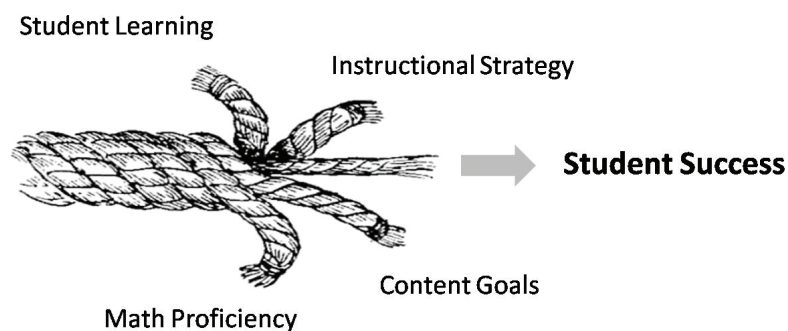 Student Learning
Instructional Strategy
Student Success
Content Goals
Math Proficiency